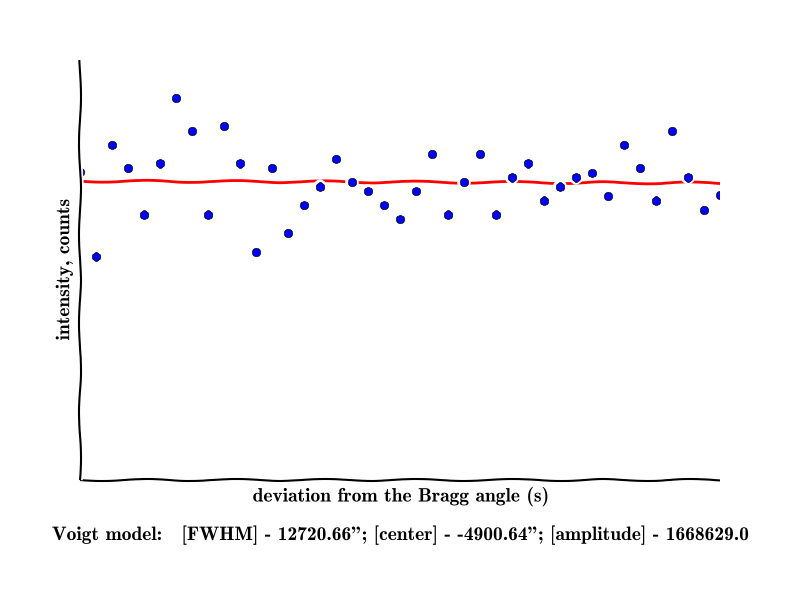 intensity, counts
deviation from the Bragg angle (s)
Voigt model: [FWHM] - 12720.66”; [center] - -4900.64”; [amplitude] - 1668629.0